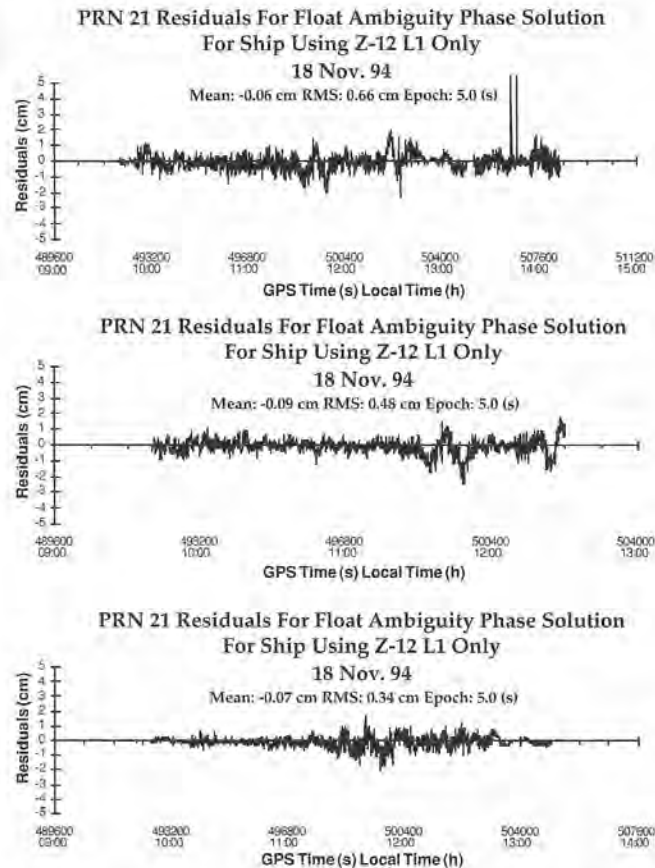 PRN 21 Residuals For Float Ambiguity Phase Solution
For Ship Using Z-12 L1 Only
18 Nov. 94
Mean: -0.06 cm RMS: 0.66 cm Epoch: 5.0 (s)
Residuals (cm)
5
4
3
2
1
0
-1
-2
-3
-4
-5
489600 493200 496800 500400 504000 507600 511200
09:00 10:00 11:00 12:00 13:00 14:00 15:00
GPS Time (s) Local Time (h)
PRN 21 Residuals For Float Ambiguity Phase Solution
For Ship Using Z-12 L1 Only
18 Nov. 94
Mean: -0.09 cm RMS: 0.48 cm Epoch: 5.0 (s)
Residuals (cm)
5
4
3
2
1
0
-1
-2
-3
-4
-5
489600 493200 496800 500400 504000
09:00 10:00 11:00 12:00 13:00
GPS Time (s) Local Time (h)
PRN 21 Residuals For Float Ambiguity Phase Solution
For Ship Using Z-12 L1 Only
18 Nov. 94
Mean: -0.07 cm RMS: 0.34 cm Epoch: 5.0 (s)
Residuals (cm)
5
4
3
2
1
0
-1
-2
-3
-4
-5
489600 493200 496800 500400 504000 507600
09:00 10:00 11:00 12:00 13:00 14:00
GPS Time (s) Local Time (h)